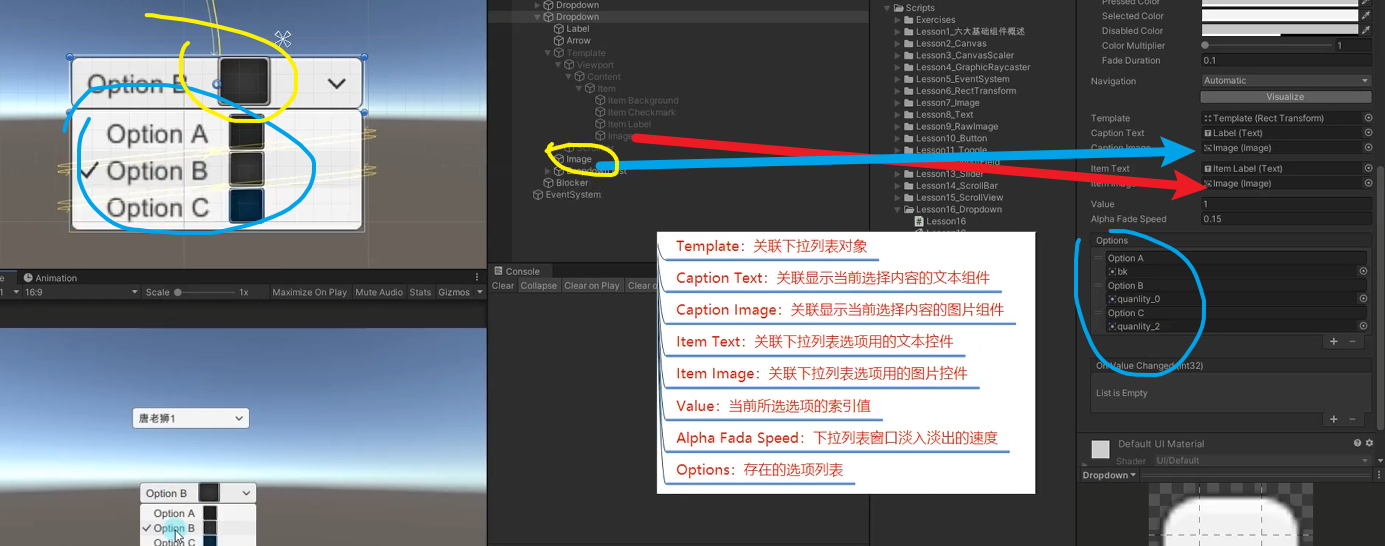 Option B
Option A
Option B
Option C
Animation
16:9
Scale
1x
Maximize On Play
Mute Audio
Stats
Gizmos
唐老狮1
Option B
Option A
Option B
Option C
Dropdown
Dropdown
Label
Arrow
Template
Viewport
Content
Item
Item Background
Item Checkmark
Item Label
Image
Image
Blocker
EventSystem
Console
Clear
Collapse
Clear on Play
Scripts
Exercises
Lesson1_六大基础组件概述
Lesson2_Canvas
Lesson3_CanvasScaler
Lesson4_GraphicRaycaster
Lesson5_EventSystem
Lesson6_RectTransform
Lesson7_Image
Lesson8_Text
Lesson9_RawImage
Lesson10_Button
Lesson11_Toggle
Lesson13_Slider
Lesson14_ScrollBar
Lesson15_ScrollView
Lesson16_Dropdown
Lesson16
Template：关联下拉列表对象
Caption Text：关联显示当前选择内容的文本组件
Caption Image：关联显示当前选择内容的图片组件
Item Text：关联下拉列表选项用的文本控件
Item Image：关联下拉列表选项用的图片控件
Value：当前所选选项的索引值
Alpha Fada Speed：下拉列表窗口淡入淡出的速度
Options：存在的选项列表
Pressed Color
Selected Color
Disabled Color
Color Multiplier 1
Fade Duration 0.1
Navigation Automatic
Visualize
Template Template (Rect Transform)
Caption Text Label (Text)
Caption Image Image (Image)
Item Text Item Label (Text)
Item Image Image (Image)
Value 1
Alpha Fade Speed 0.15
Options
Option A
bk
Option B
quanlity_0
Option C
quanlity_2
On Value Changed (Int32)
List is Empty
Default UI Material
Shader UI/Default
Dropdown